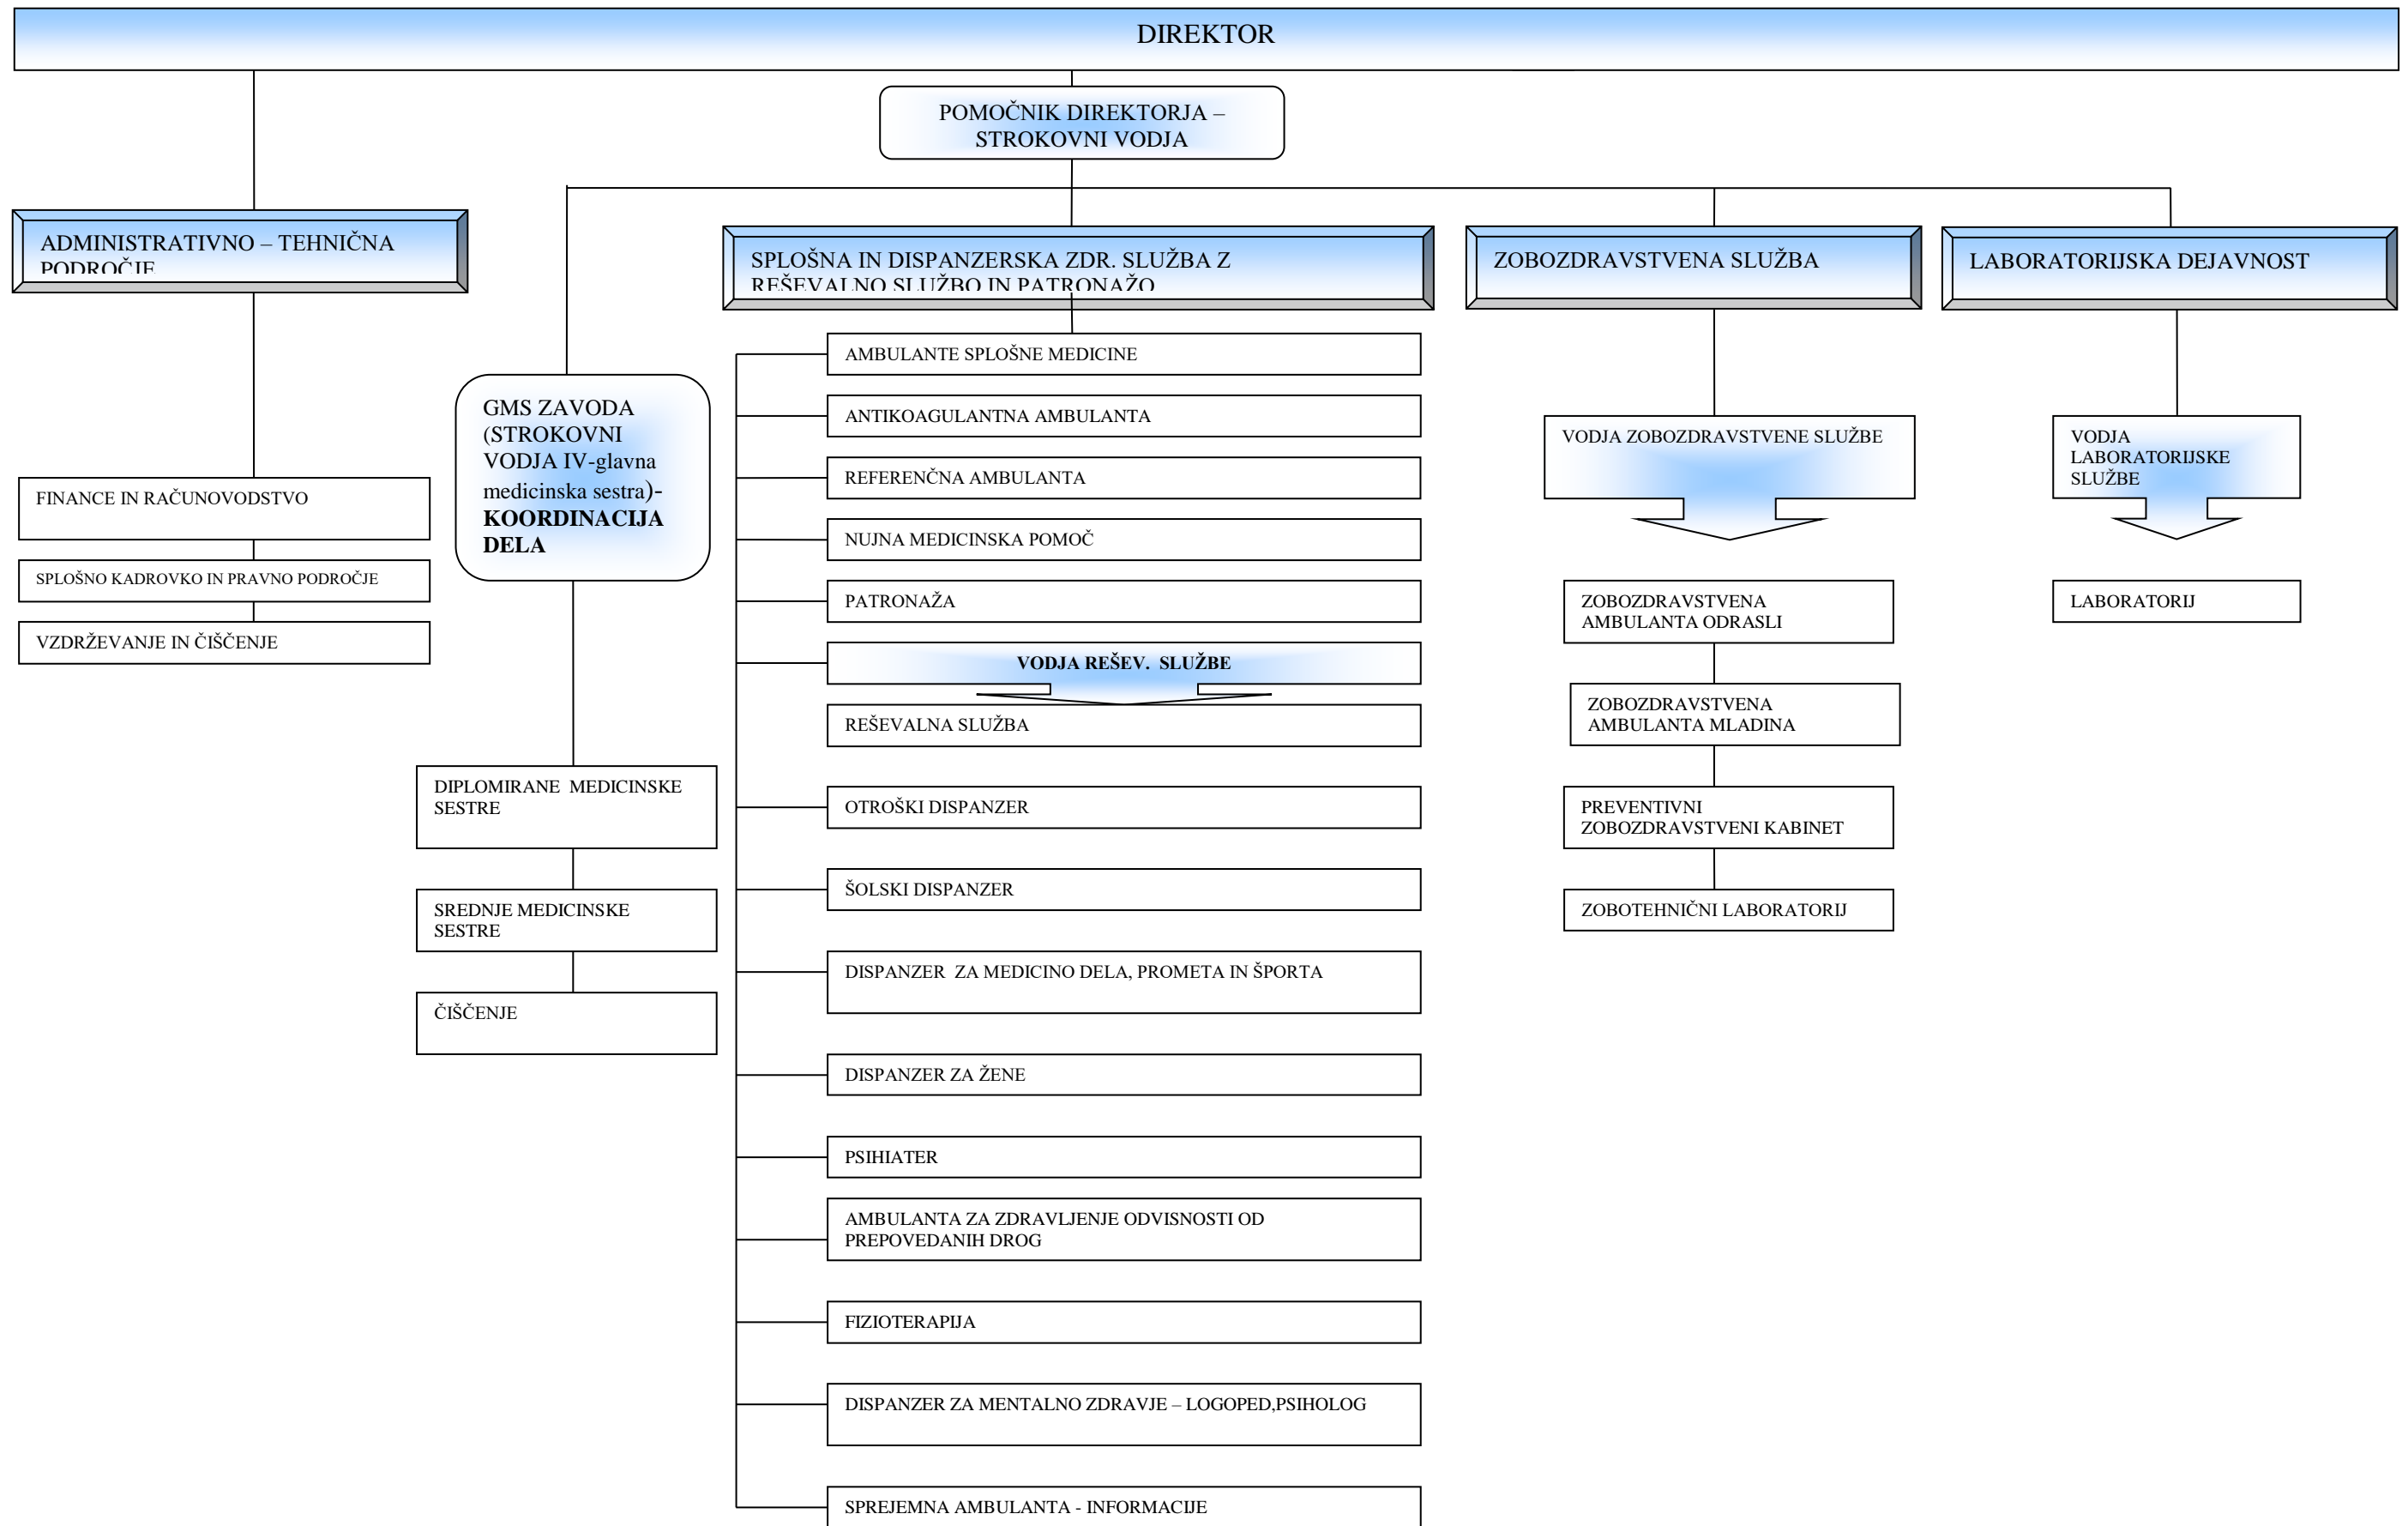 DIREKTOR
POMOČNIK DIREKTORJA –
STROKOVNI VODJA
ADMINISTRATIVNO – TEHNIČNA
PODROČJE
SPLOŠNA IN DISPANZERSKA ZDR. SLUŽBA Z
REŠEVALNO SLUŽBO IN PATRONAŽO
ZOBOZDRAVSTVENA SLUŽBA
LABORATORIJSKA DEJAVNOST
FINANCE IN RAČUNOVODSTVO
SPLOŠNO KADROVKO IN PRAVNO PODROČJE
VZDRŽEVANJE IN ČIŠČENJE
GMS ZAVODA
(STROKOVNI
VODJA IV-glavna
medicinska sestra)-
KOORDINACIJA
DELA
DIPLOMIRANE MEDICINSKE
SESTRE
SREDNJE MEDICINSKE
SESTRE
ČIŠČENJE
AMBULANTE SPLOŠNE MEDICINE
ANTIKOAGULANTNA AMBULANTA
REFERENČNA AMBULANTA
NUJNA MEDICINSKA POMOČ
PATRONAŽA
VODJA REŠEV. SLUŽBE
REŠEVALNA SLUŽBA
OTROŠKI DISPANZER
ŠOLSKI DISPANZER
DISPANZER ZA MEDICINO DELA, PROMETA IN ŠPORTA
DISPANZER ZA ŽENE
PSIHIATER
AMBULANTA ZA ZDRAVLJENJE ODVISNOSTI OD
PREPOVEDANIH DROG
FIZIOTERAPIJA
DISPANZER ZA MENTALNO ZDRAVJE – LOGOPED,PSIHOLOG
SPREJEMNA AMBULANTA - INFORMACIJE
VODJA ZOBOZDRAVSTVENE SLUŽBE
ZOBOZDRAVSTVENA
AMBULANTA ODRASLI
ZOBOZDRAVSTVENA
AMBULANTA MLADINA
PREVENTIVNI
ZOBOZDRAVSTVENI KABINET
ZOBOTEHNIČNI LABORATORIJ
VODJA
LABORATORIJSKE
SLUŽBE
LABORATORIJ